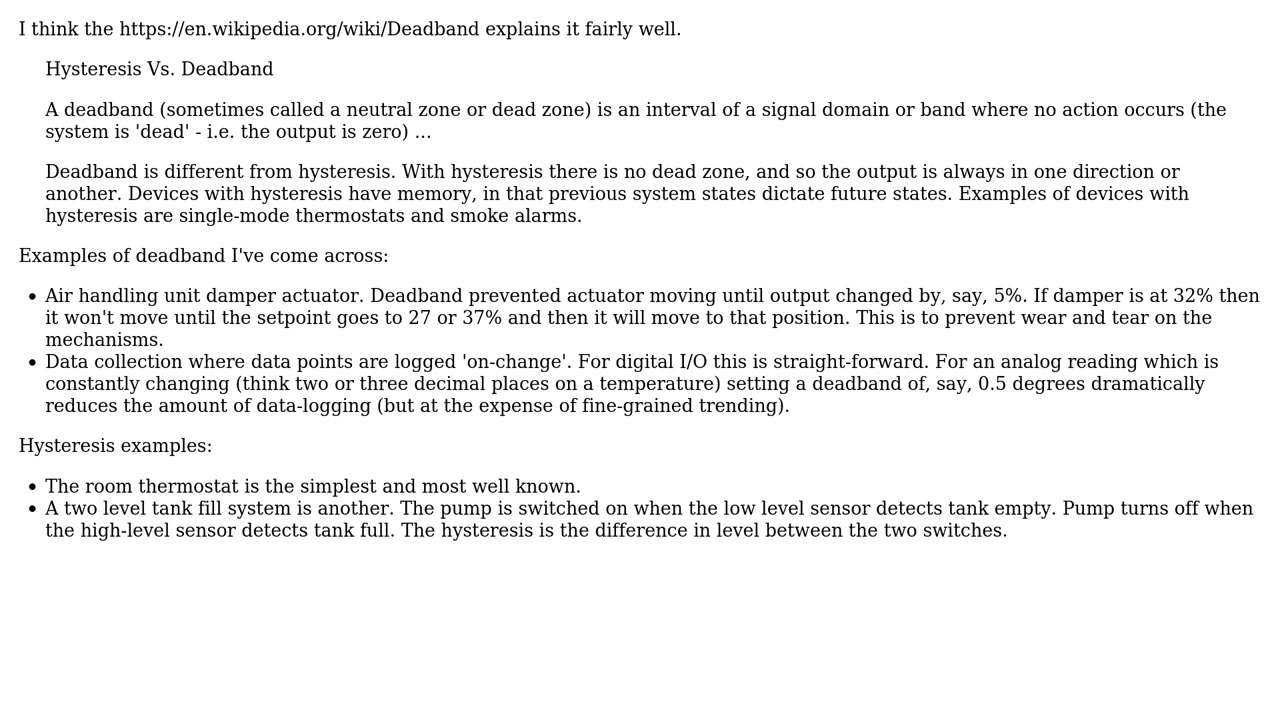 I think the https://en.wikipedia.org/wiki/Deadband explains it fairly well.
Hysteresis Vs. Deadband
A deadband (sometimes called a neutral zone or dead zone) is an interval of a signal domain or band where no action occurs (the
system is 'dead' - i.e. the output is zero) ...
Deadband is different from hysteresis. With hysteresis there is no dead zone, and so the output is always in one direction or
another. Devices with hysteresis have memory, in that previous system states dictate future states. Examples of devices with
hysteresis are single-mode thermostats and smoke alarms.
Examples of deadband I've come across:
• Air handling unit damper actuator. Deadband prevented actuator moving until output changed by, say, 5%. If damper is at 32% then
it won't move until the setpoint goes to 27 or 37% and then it will move to that position. This is to prevent wear and tear on the
mechanisms.
• Data collection where data points are logged 'on-change'. For digital I/O this is straight-forward. For an analog reading which is
constantly changing (think two or three decimal places on a temperature) setting a deadband of, say, 0.5 degrees dramatically
reduces the amount of data-logging (but at the expense of fine-grained trending).
Hysteresis examples:
• The room thermostat is the simplest and most well known.
• A two level tank fill system is another. The pump is switched on when the low level sensor detects tank empty. Pump turns off when
the high-level sensor detects tank full. The hysteresis is the difference in level between the two switches.